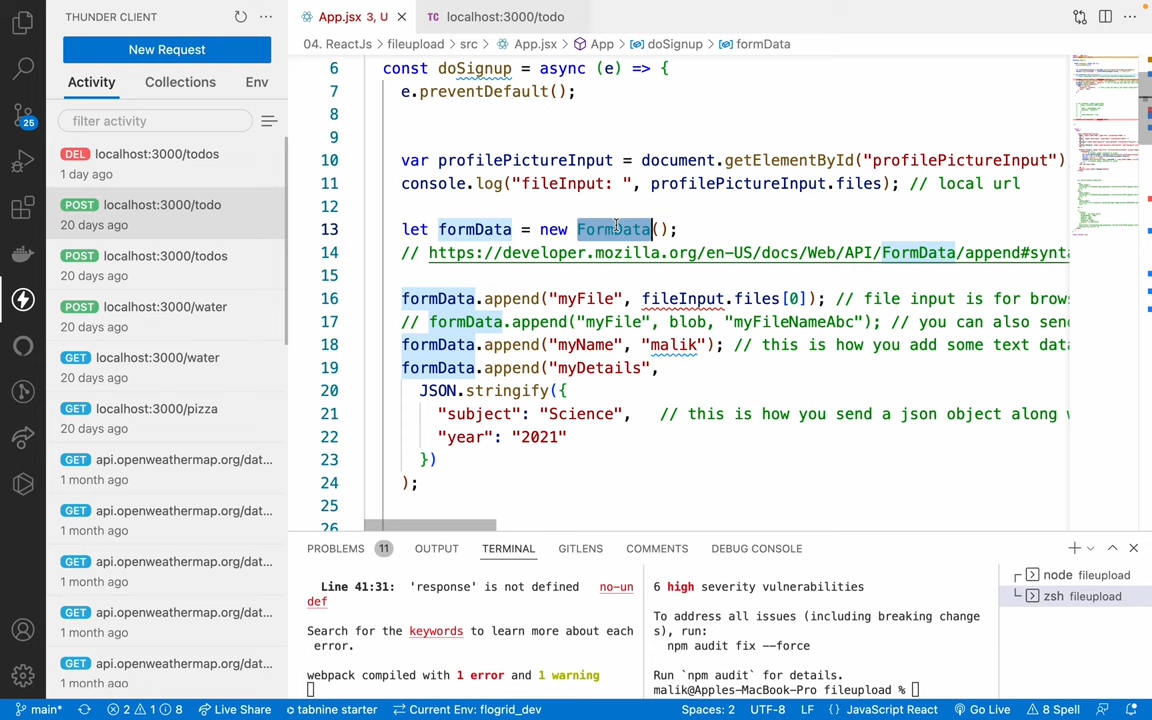 THUNDER CLIENT
New Request
Activity Collections Env
filter activity
DEL localhost:3000/todos
1 day ago
POST localhost:3000/todo
20 days ago
POST localhost:3000/todos
20 days ago
POST localhost:3000/water
20 days ago
GET localhost:3000/water
20 days ago
GET localhost:3000/pizza
20 days ago
GET api.openweathermap.org/dat...
1 month ago
GET api.openweathermap.org/dat...
1 month ago
GET api.openweathermap.org/dat...
1 month ago
GET api.openweathermap.org/dat...
1 month ago
GET api.openweathermap.org/dat...
1 month ago
25
App.jsx 3, U
TC localhost:3000/todo
04. ReactJs > fileupload > src > App.jsx > App > doSignup > formData
6 const doSignup = async (e) => {
7 e.preventDefault();
8
9
10 var profilePictureInput = document.getElementById("profilePictureInput")
11 console.log("fileInput: ", profilePictureInput.files); // local url
12
13 let formData = new FormData();
14 // https://developer.mozilla.org/en-US/docs/Web/API/FormData/append#synta
15
16 formData.append("myFile", fileInput.files[0]); // file input is for brows
17 // formData.append("myFile", blob, "myFileNameAbc"); // you can also sen
18 formData.append("myName", "malik"); // this is how you add some text data
19 formData.append("myDetails",
20 JSON.stringify({
21 "subject": "Science", // this is how you send a json object along w
22 "year": "2021"
23 })
24 );
25
26
PROBLEMS 11 OUTPUT TERMINAL GITLENS COMMENTS DEBUG CONSOLE
Line 41:31: 'response' is not defined no-un
def
Search for the keywords to learn more about each
error.
webpack compiled with 1 error and 1 warning
6 high severity vulnerabilities
To address all issues (including breaking change
s), run:
npm audit fix --force
Run `npm audit` for details.
malik@Apples-MacBook-Pro fileupload %
node fileupload
zsh fileupload
main* 2 1 8 Live Share tabnine starter Current Env: flogrid_dev Spaces: 2 UTF-8 LF {} JavaScript React Go Live 8 Spell